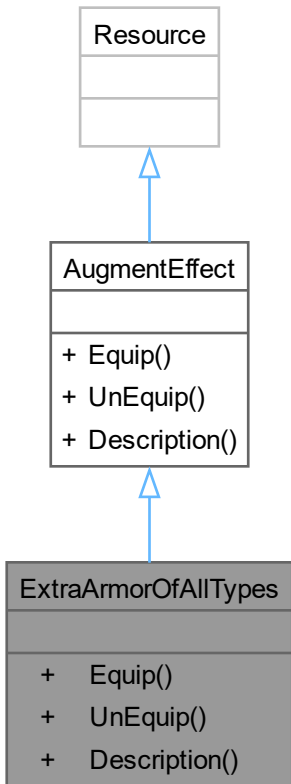 Resource
AugmentEffect
+ Equip()
+ UnEquip()
+ Description()
ExtraArmorOfAllTypes
+ Equip()
+ UnEquip()
+ Description()